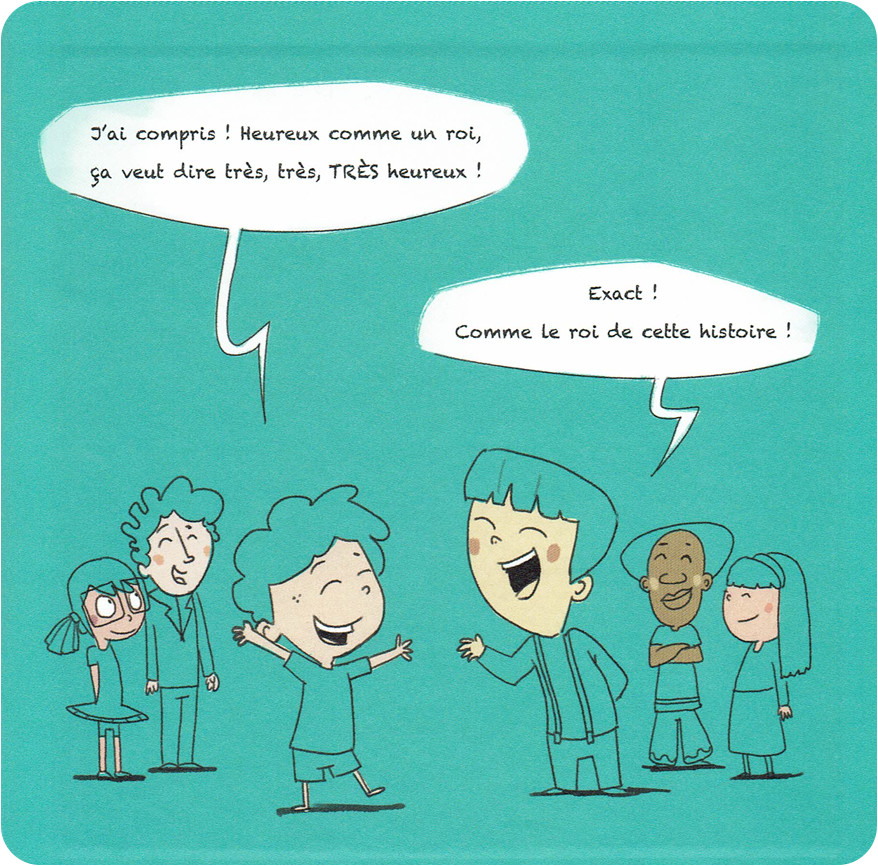 J'ai compris ! Heureux comme un roi,
ça veut dire très, très, TRÈS heureux !
Exact !
Comme le roi de cette histoire !